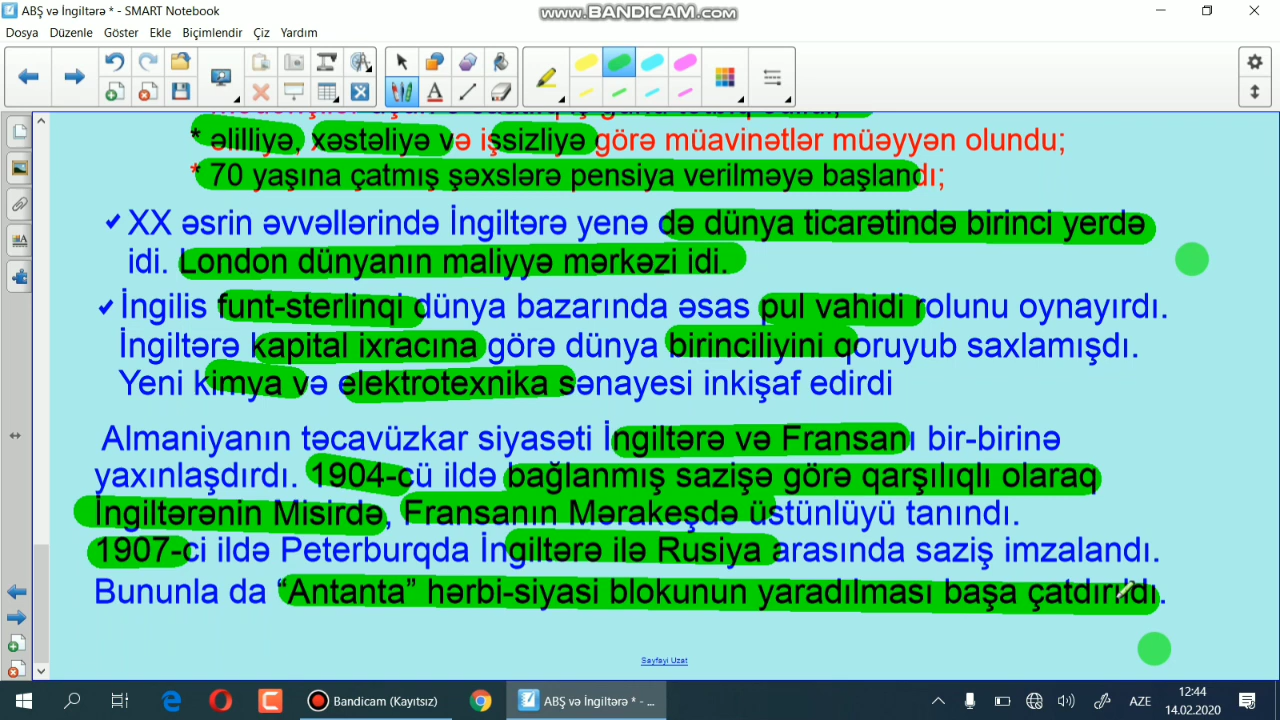 ABŞ və İngiltərə * - SMART Notebook
www.BANDICAM.com
Dosya Düzenle Göster Ekle Biçimlendir Çiz Yardım
* əlilliyə, xəstəliyə və işsizliyə görə müavinətlər müəyyən olundu;
* 70 yaşına çatmış şəxslərə pensiya verilməyə başlandı;
✓ XX əsrin əvvəllərində İngiltərə yenə də dünya ticarətində birinci yerdə
idi. London dünyanın maliyyə mərkəzi idi.
✓ İngilis funt-sterlinqi dünya bazarında əsas pul vahidi rolunu oynayırdı.
İngiltərə kapital ixracına görə dünya birinciliyini qoruyub saxlamışdı.
Yeni kimya və elektrotexnika sənayesi inkişaf edirdi
Almaniyanın təcavüzkar siyasəti İngiltərə və Fransanı bir-birinə
yaxınlaşdırdı. 1904-cü ildə bağlanmış sazişə görə qarşılıqlı olaraq
İngiltərənin Misirdə, Fransanın Mərakeşdə üstünlüyü tanındı.
1907-ci ildə Peterburqda İngiltərə ilə Rusiya arasında saziş imzalandı.
Bununla da “Antanta” hərbi-siyasi blokunun yaradılması başa çatdırıldı.
Sayfayi Uzat
Bandicam (Kayıtsız)
ABŞ və İngiltərə * - ...
AZE
12:44
14.02.2020